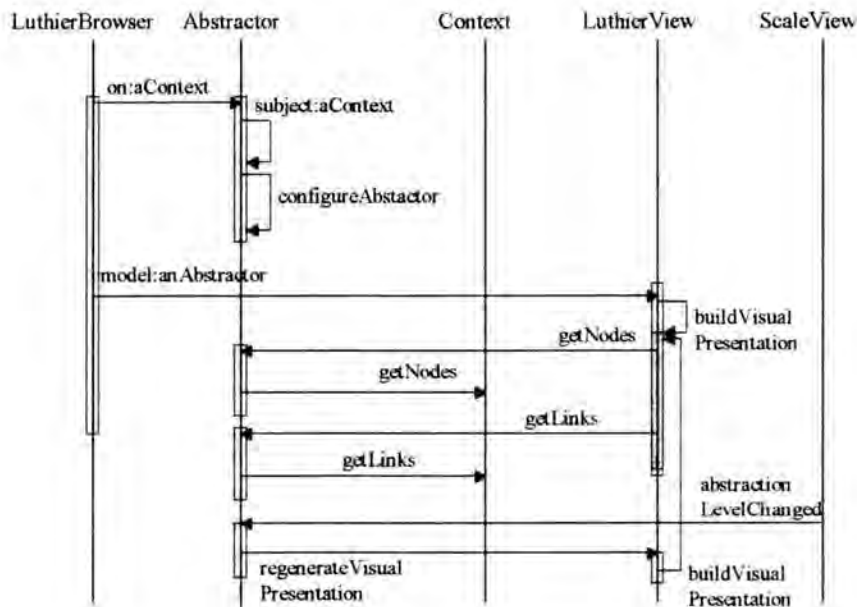 LuthierBrowser Abstractor Context LuthierView ScaleView
on:aContext
subject:aContext
configureAbstactor
model:anAbstractor
buildVisual
Presentation
getNodes
getNodes
getLinks
getLinks
abstraction
LevelChanged
regenerateVisual
Presentation
buildVisual
Presentation